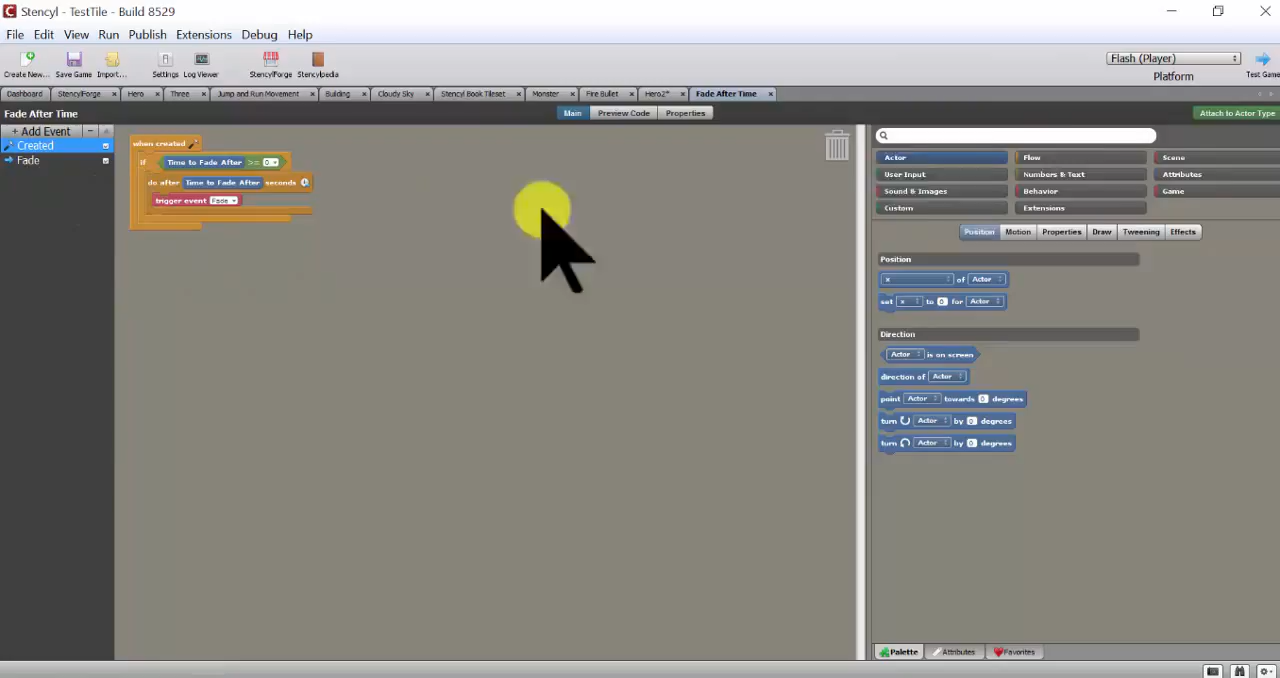 Stencyl - TestTile - Build 8529
File Edit View Run Publish Extensions Debug Help
Create New... Save Game Import... Settings Log Viewer StencylForge Stencylpedia
Flash (Player)
Platform
Test Game
Dashboard StencylForge Hero Three Jump and Run Movement Building Cloudy Sky Stencyl Book Tileset Monster Fire Bullet Hero2* Fade After Time
Fade After Time
Main Preview Code Properties
Attach to Actor Type
+ Add Event
Created
Fade
when created
if Time to Fade After >= 0
do after Time to Fade After seconds
trigger event Fade
Actor Flow Scene
User Input Numbers & Text Attributes
Sound & Images Behavior Game
Custom Extensions
Position Motion Properties Draw Tweening Effects
Position
x of Actor
set x to 0 for Actor
Direction
Actor is on screen
direction of Actor
point Actor towards 0 degrees
turn Actor by 0 degrees
turn Actor by 0 degrees
Palette Attributes Favorites